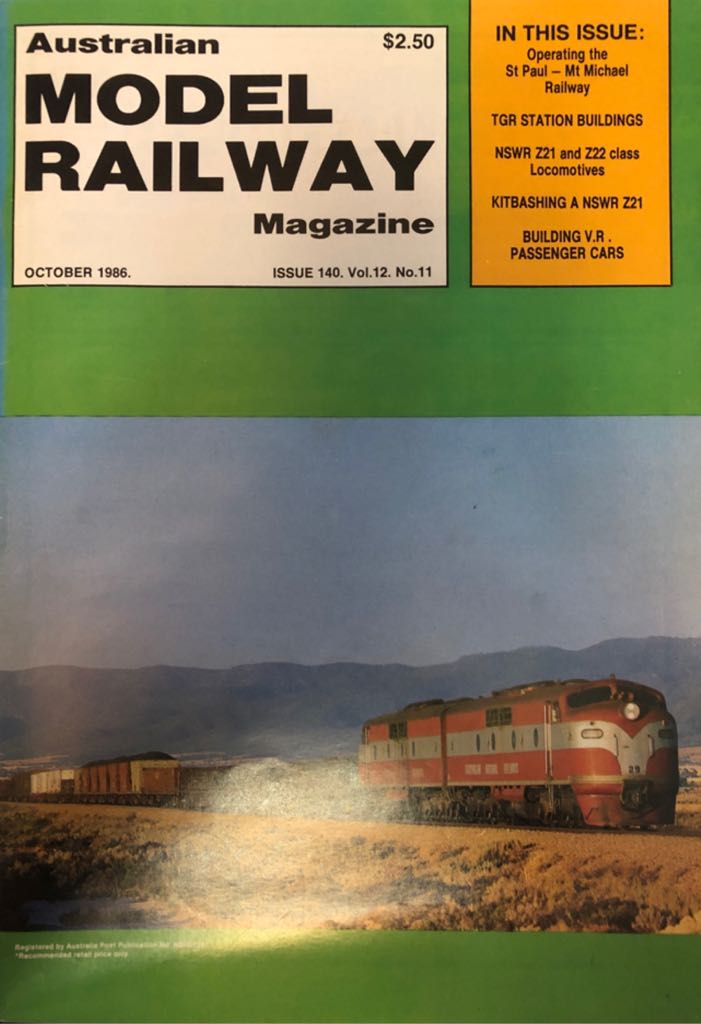 Australian
$2.50
MODEL
RAILWAY
Magazine
OCTOBER 1986.
ISSUE 140. Vol.12. No.11
IN THIS ISSUE:
Operating the
St Paul – Mt Michael
Railway
TGR STATION BUILDINGS
NSWR Z21 and Z22 class
Locomotives
KITBASHING A NSWR Z21
BUILDING V.R.
PASSENGER CARS
29
Registered by Australia Post Publication
*Recommended retail price only